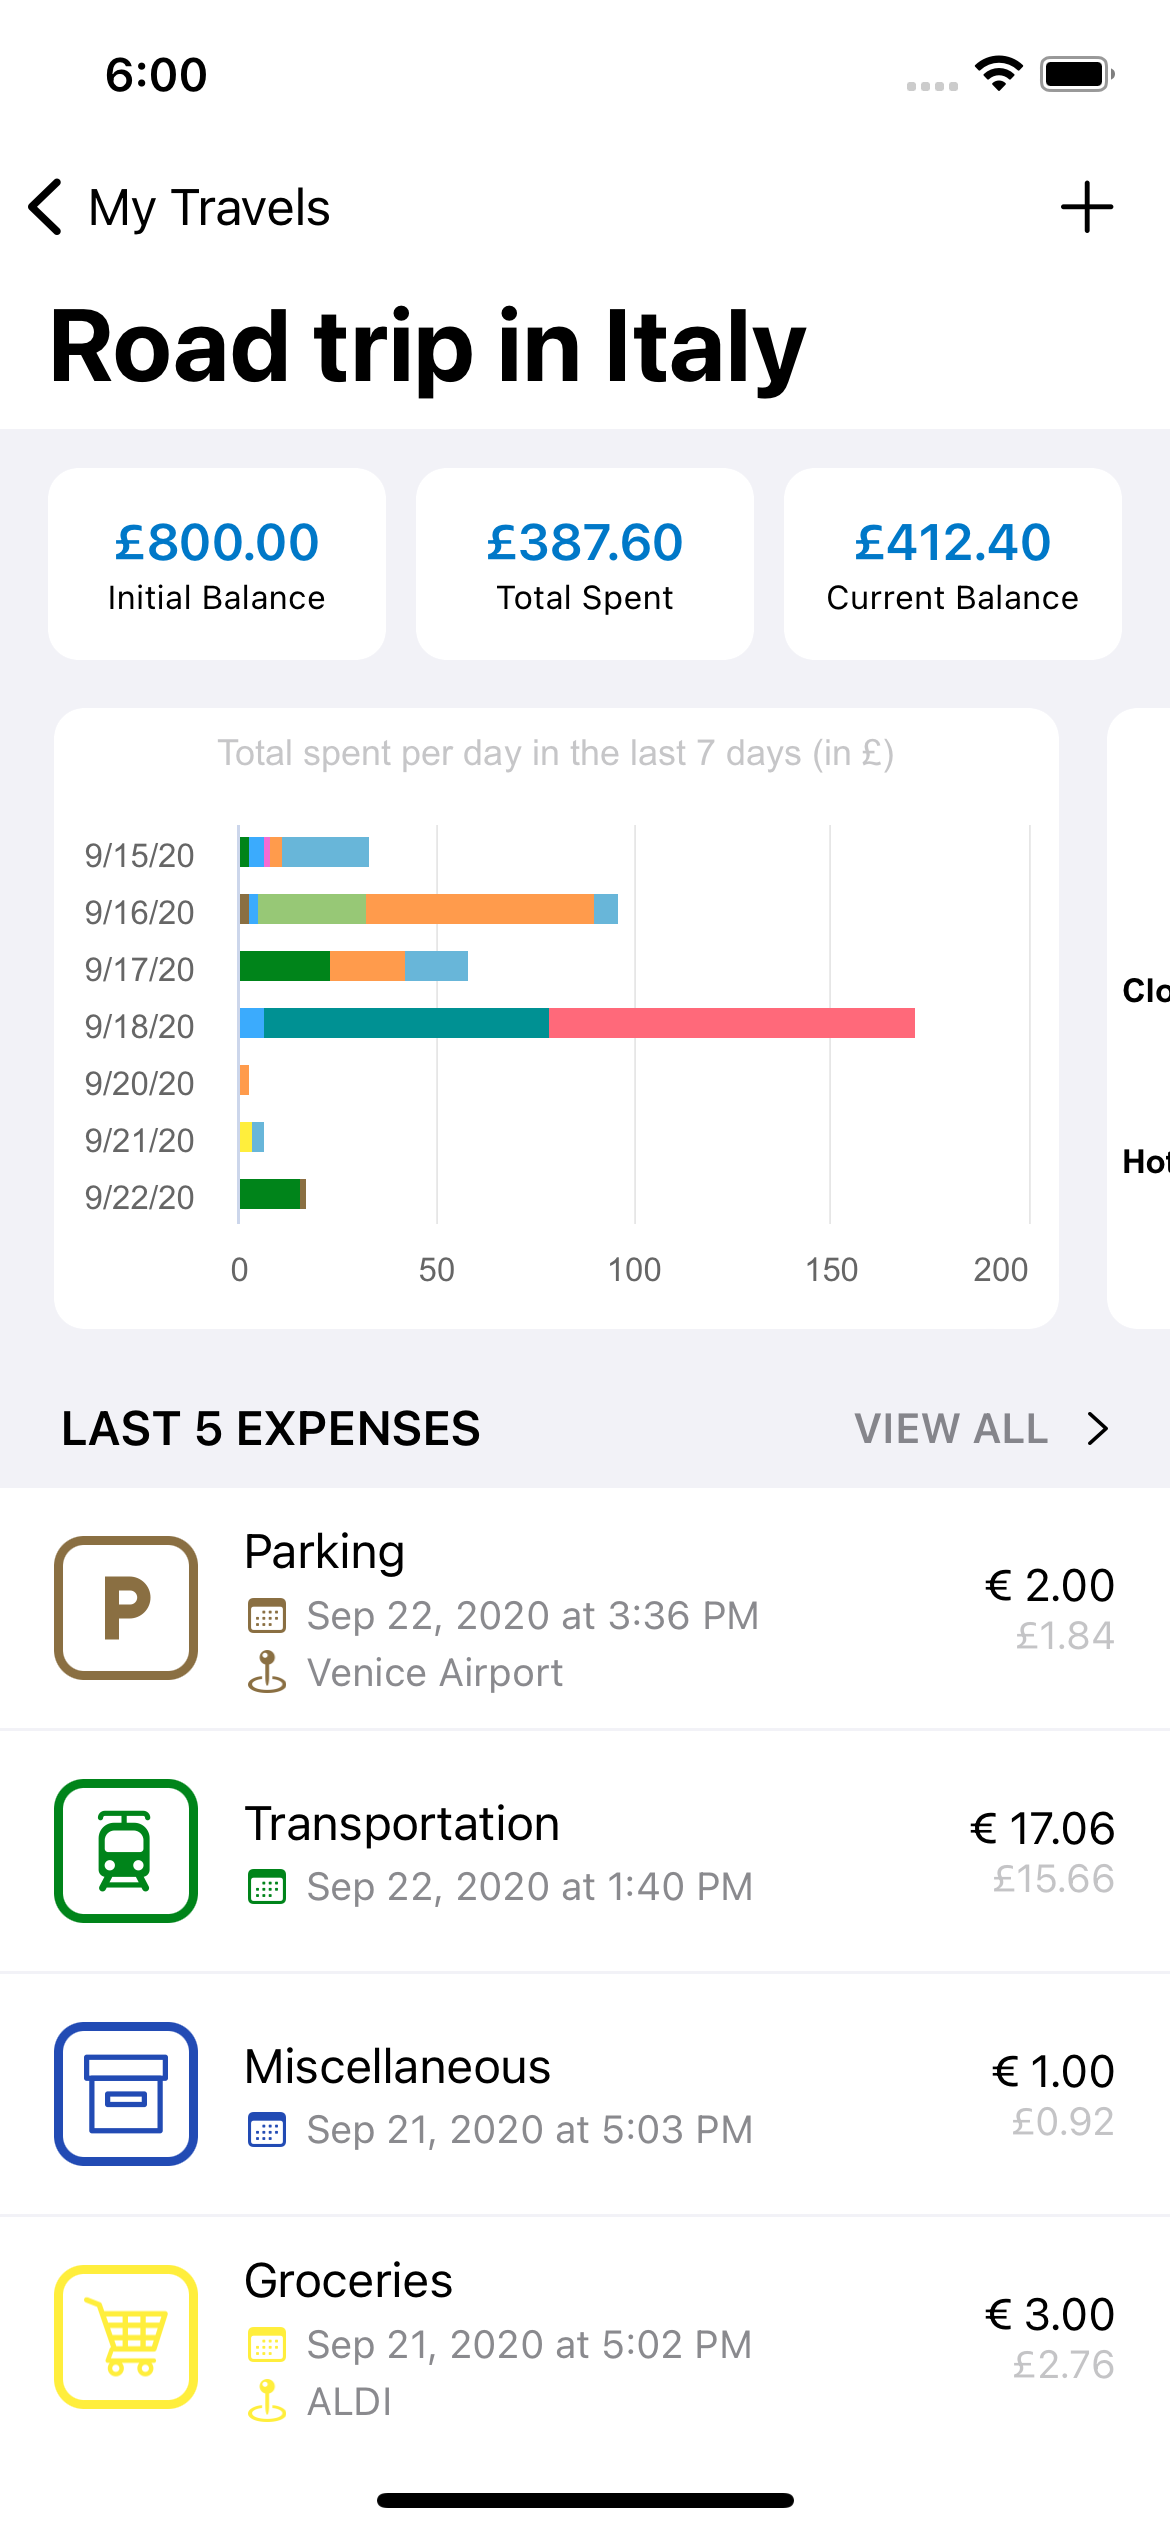 6:00
My Travels
Road trip in Italy
£800.00
Initial Balance
£387.60
Total Spent
£412.40
Current Balance
Total spent per day in the last 7 days (in £)
9/15/20
9/16/20
9/17/20
9/18/20
9/20/20
9/21/20
9/22/20
0 50 100 150 200
Clo
Hot
LAST 5 EXPENSES
VIEW ALL
P
Parking
Sep 22, 2020 at 3:36 PM
Venice Airport
€ 2.00
£1.84
Transportation
Sep 22, 2020 at 1:40 PM
€ 17.06
£15.66
Miscellaneous
Sep 21, 2020 at 5:03 PM
€ 1.00
£0.92
Groceries
Sep 21, 2020 at 5:02 PM
ALDI
€ 3.00
£2.76